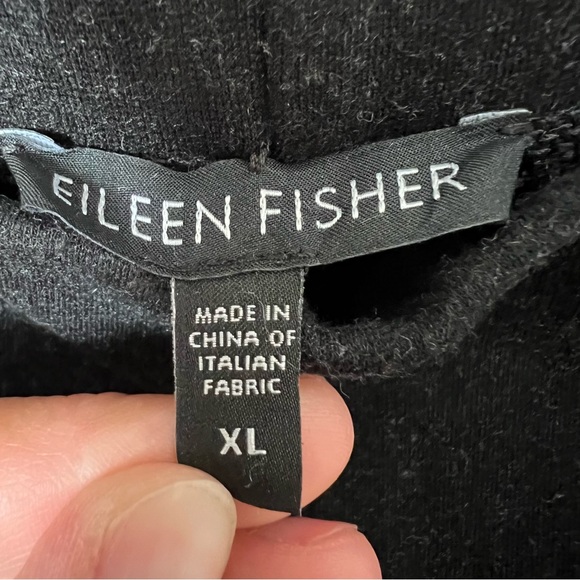 EILEEN FISHER
MADE IN
CHINA OF
ITALIAN
FABRIC
XL